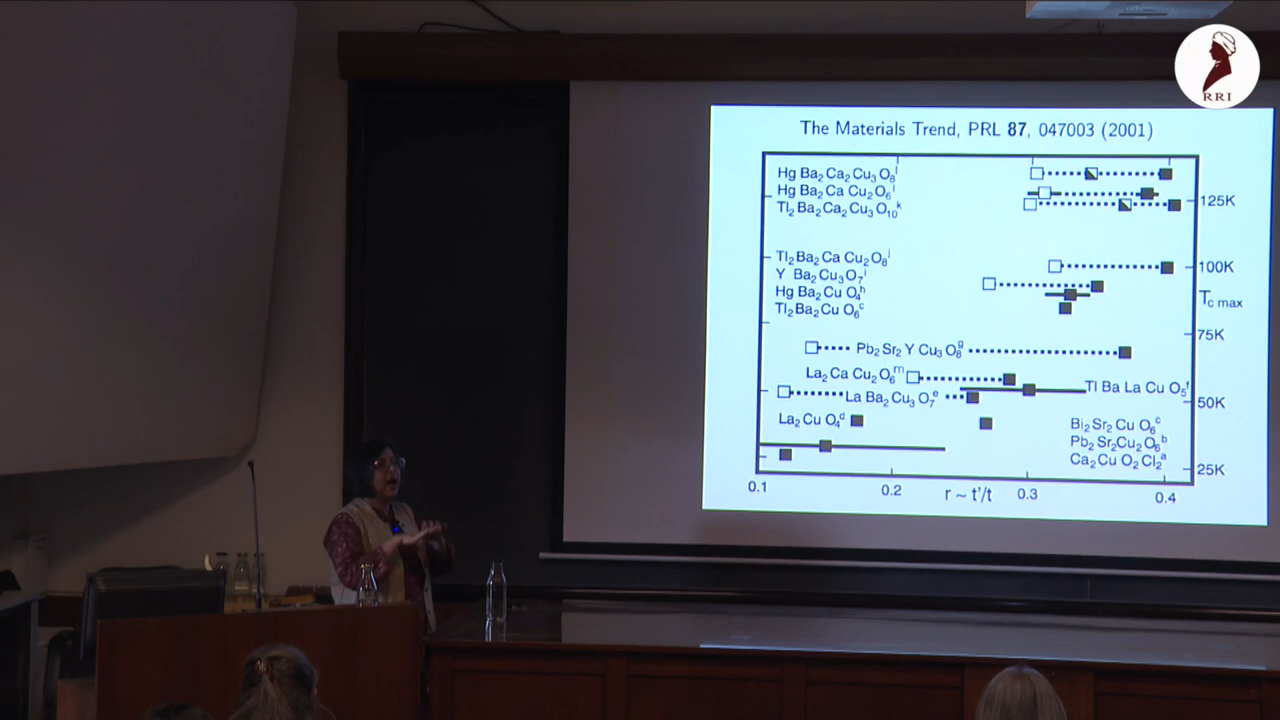 RRI
The Materials Trend, PRL 87, 047003 (2001)
Hg Ba2 Ca2 Cu3 O8 l
Hg Ba2 Ca Cu2 O6 i
Tl2 Ba2 Ca2 Cu3 O10 k
125K
Tl2 Ba2 Ca Cu2 O8 j
100K
Y Ba2 Cu3 O7 i
Hg Ba2 Cu O4 h
Tc max
Tl2 Ba2 Cu O6 c
75K
Pb2 Sr2 Y Cu3 O8 g
La2 Ca Cu2 O6 m
Tl Ba La Cu O5 f
La Ba2 Cu3 O7 e
50K
La2 Cu O4 d
Bi2 Sr2 Cu O6 c
Pb2 Sr2 Cu2 O6 b
Ca2 Cu O2 Cl2 a
25K
0.1
0.2
r ~ t'/t
0.3
0.4